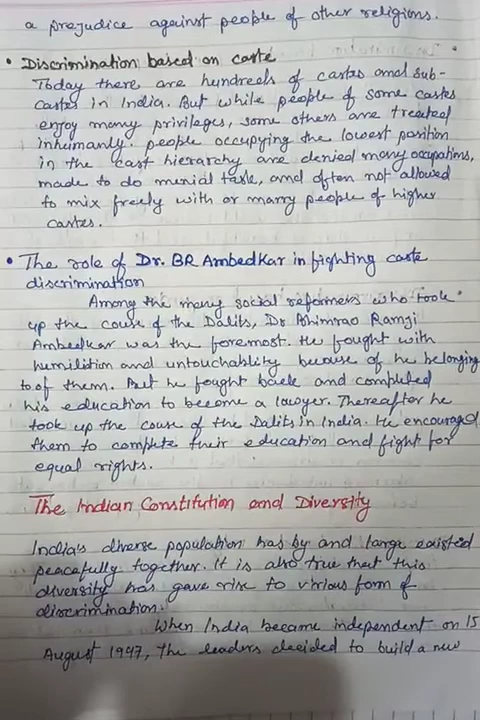 a prejudice against people of other religions.
• Discrimination based on caste
Today there are hundreels of castes and sub-
castes in India. But while people of some castes
enjoy many privileges, some others are treated
inhumanly. people occupying the lowest position
in the cast hierarchy are denied many occupations,
made to do menial task, and often not allowed
to mix freely with or marry people of higher
castes.
• The role of Dr. BR Ambedkar in fighting caste
discrimination
Among the many social reformers who took
up the couse of the Dalits, Dr Bhimrao Ramji
Ambedkar was the foremost. He fought with
humilition and untouchablity because of he belonging
to of them. But he fought back and completed
his education to become a lawyer. Thereafter he
took up the couse of the Dalits in India. He encouraged
them to complete their education and fight for
equal rights.
The Indian Constitution and Diversity
India's diverse population has by and large existed
peacefully together. It is also true that this
diversity has gave rise to virious form of
discrimination.
When India became independent on 15
August 1947, The leaders decided to build a new